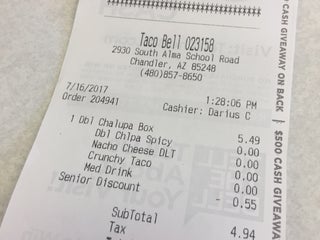 Taco Bell 023158
2930 South Alma School Road
Chandler, AZ 85248
(480)857-8650
7/16/2017 1:28:06 PM
Order 204941 Cashier: Darius C
1 Dbl Chalupa Box 5.49
Dbl Chlpa Spicy 0.00
Nacho Cheese DLT 0.00
Crunchy Taco 0.00
Med Drink 0.00
Senior Discount - 0.55
SubTotal 4.94
Tax
CASH GIVEAWAY ON BACK | $500 CASH GIVEAWAY